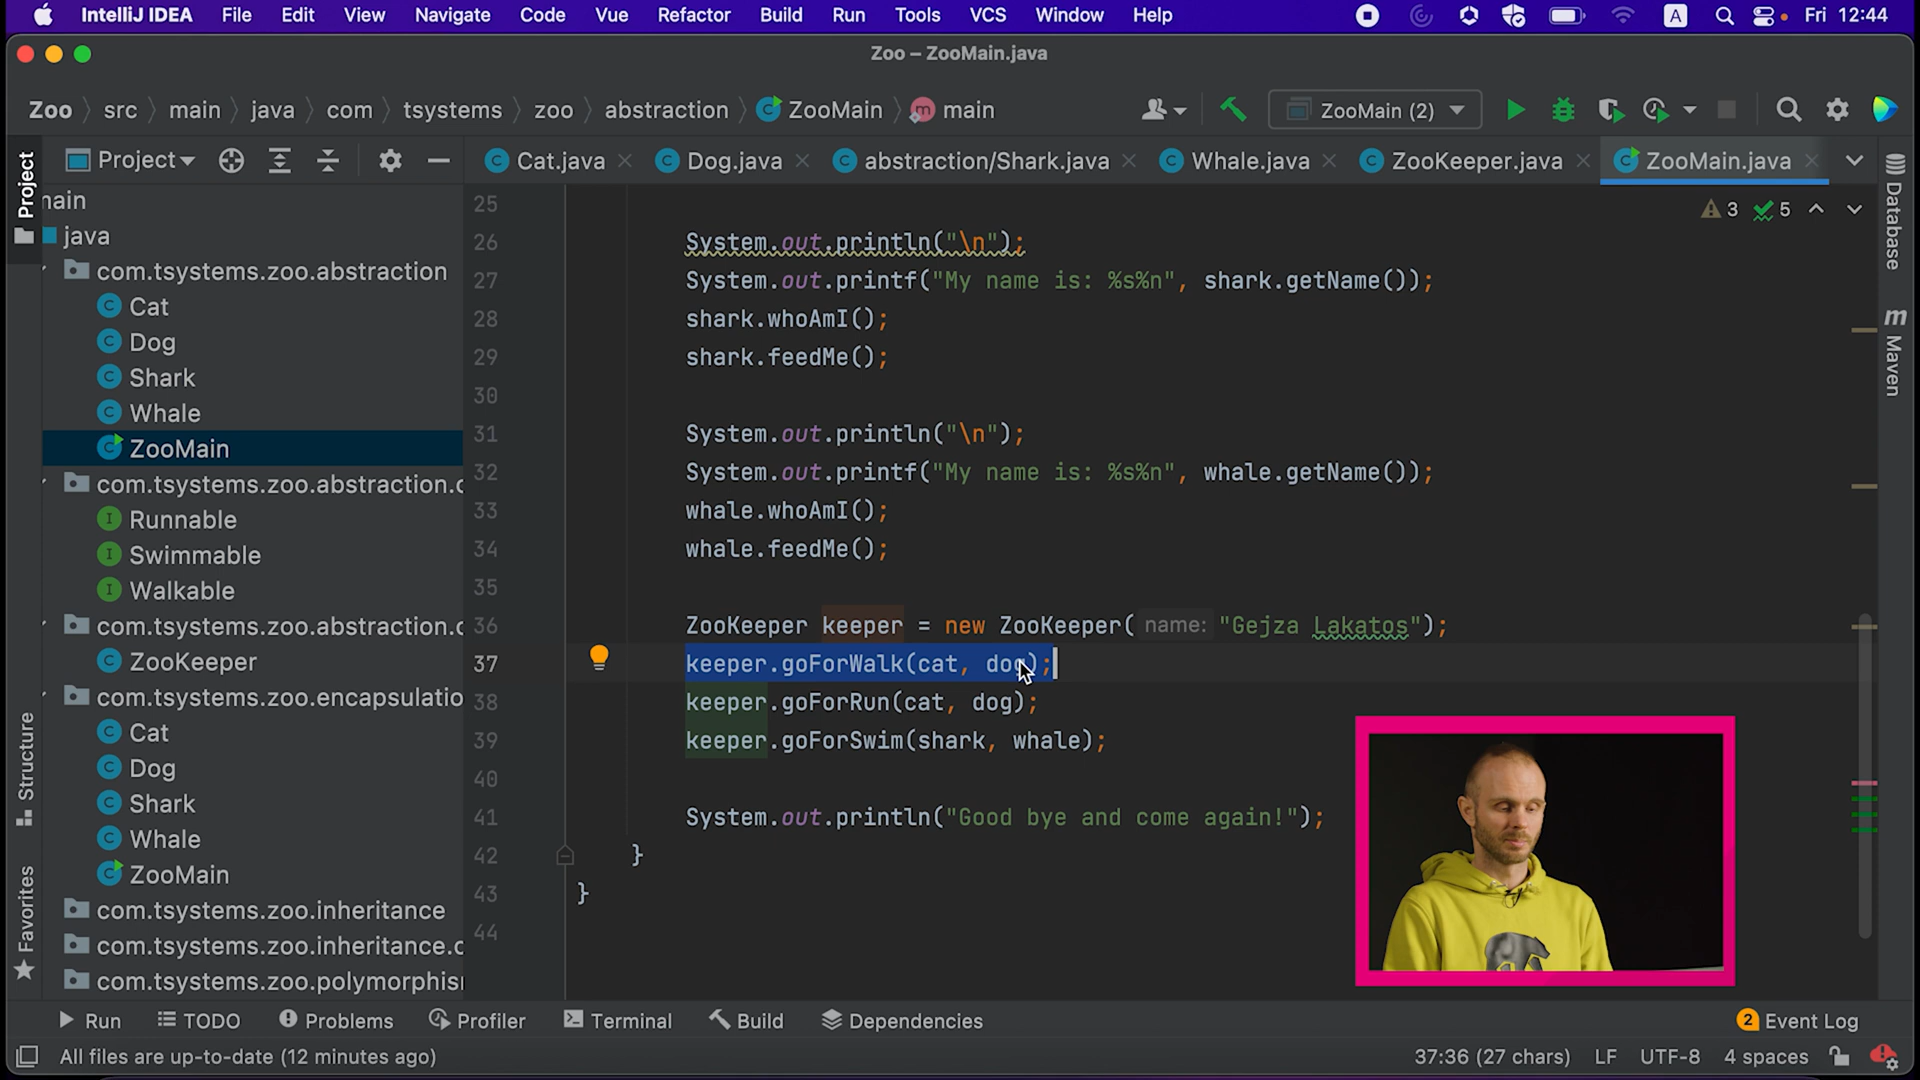 IntelliJ IDEA File Edit View Navigate Code Vue Refactor Build Run Tools VCS Window Help A Fri 12:44
Zoo – ZooMain.java
Zoo src main java com tsystems zoo abstraction ZooMain m main ZooMain (2)
Project Cat.java Dog.java abstraction/Shark.java Whale.java ZooKeeper.java ZooMain.java
Project
Structure
Favorites
main
java
com.tsystems.zoo.abstraction
Cat
Dog
Shark
Whale
ZooMain
com.tsystems.zoo.abstraction.c
Runnable
Swimmable
Walkable
com.tsystems.zoo.abstraction.c
ZooKeeper
com.tsystems.zoo.encapsulatio
Cat
Dog
Shark
Whale
ZooMain
com.tsystems.zoo.inheritance
com.tsystems.zoo.inheritance.c
com.tsystems.zoo.polymorphis
3 5
25
26 System.out.println("\n");
27 System.out.printf("My name is: %s%n", shark.getName());
28 shark.whoAmI();
29 shark.feedMe();
30
31 System.out.println("\n");
32 System.out.printf("My name is: %s%n", whale.getName());
33 whale.whoAmI();
34 whale.feedMe();
35
36 ZooKeeper keeper = new ZooKeeper( name: "Gejza Lakatos");
37 keeper.goForWalk(cat, dog);
38 keeper.goForRun(cat, dog);
39 keeper.goForSwim(shark, whale);
40
41 System.out.println("Good bye and come again!");
42 }
43 }
44
Database
m Maven
Run TODO Problems Profiler Terminal Build Dependencies 2 Event Log
All files are up-to-date (12 minutes ago) 37:36 (27 chars) LF UTF-8 4 spaces